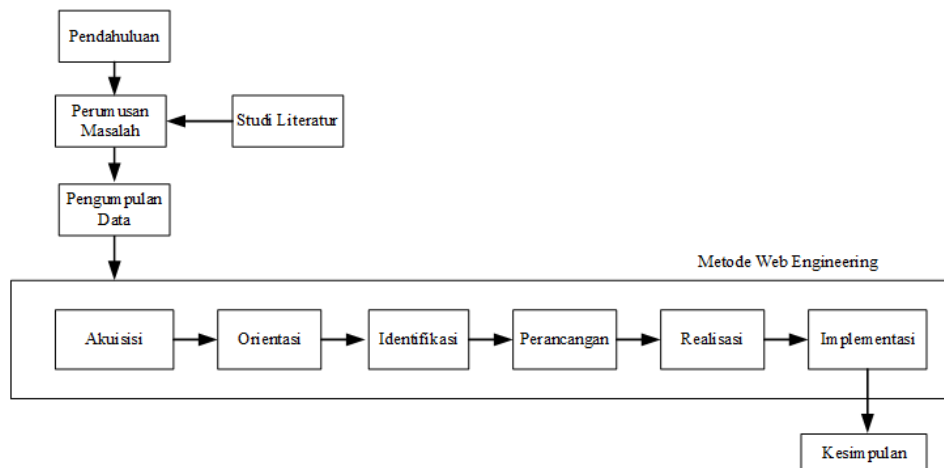 Pendahuluan
Perumusan
Masalah
Studi Literatur
Pengumpulan
Data
Metode Web Engineering
Akuisisi
Orientasi
Identifikasi
Perancangan
Realisasi
Implementasi
Kesimpulan